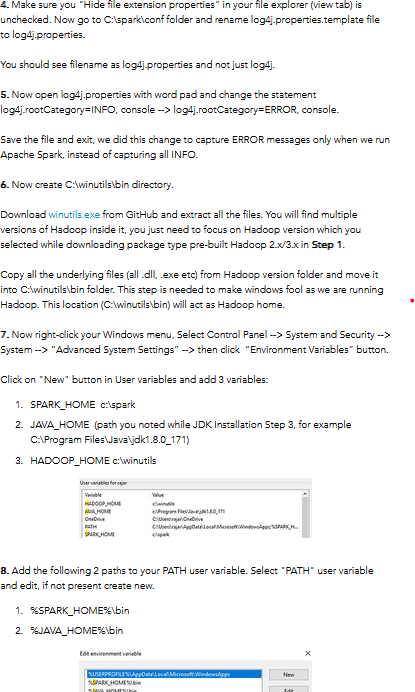 4. Make sure you "Hide file extension properties" in your file explorer (view tab) is
unchecked. Now go to C:\spark\conf folder and rename log4j.properties.template file
to log4j.properties.
You should see filename as log4j.properties and not just log4j.
5. Now open log4j.properties with word pad and change the statement
log4j.rootCategory=INFO, console --> log4j.rootCategory=ERROR, console.
Save the file and exit, we did this change to capture ERROR messages only when we run
Apache Spark, instead of capturing all INFO.
6. Now create C:\winutils\bin directory.
Download winutils.exe from GitHub and extract all the files. You will find multiple
versions of Hadoop inside it, you just need to focus on Hadoop version which you
selected while downloading package type pre-built Hadoop 2.x/3.x in Step 1.
Copy all the underlying files (all .dll, .exe etc) from Hadoop version folder and move it
into C:\winutils\bin folder. This step is needed to make windows fool as we are running
Hadoop. This location (C:\winutils\bin) will act as Hadoop home.
7. Now right-click your Windows menu, Select Control Panel --> System and Security -->
System --> "Advanced System Settings" --> then click "Environment Variables" button.
Click on "New" button in User variables and add 3 variables:
1. SPARK_HOME c:\spark
2. JAVA_HOME (path you noted while JDK Installation Step 3, for example
C:\Program Files\Java\jdk1.8.0_171)
3. HADOOP_HOME c:\winutils
User variables for rajar
Variable Value
HADOOP_HOME c:\winutils
JAVA_HOME c:\Program Files\Java\jdk1.8.0_171
OneDrive C:\Users\rajar\OneDrive
PATH C:\Users\rajar\AppData\Local\Microsoft\WindowsApps;%SPARK_H...
SPARK_HOME c:\spark
8. Add the following 2 paths to your PATH user variable. Select "PATH" user variable
and edit, if not present create new.
1. %SPARK_HOME%\bin
2. %JAVA_HOME%\bin
Edit environment variable
%USERPROFILE%\AppData\Local\Microsoft\WindowsApps New
%SPARK_HOME%\bin
%JAVA_HOME%\bin Edit